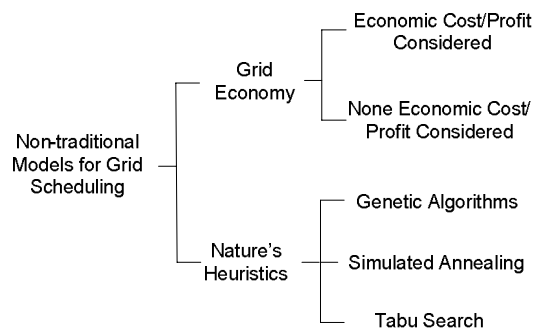 Economic Cost/Profit
Considered
Grid
Economy
None Economic Cost/
Profit Considered
Non-traditional
Models for Grid
Scheduling
Genetic Algorithms
Nature's
Heuristics
Simulated Annealing
Tabu Search